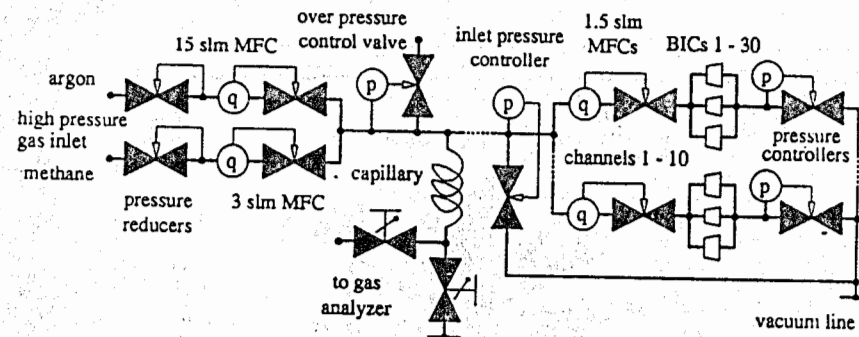 over pressure
control valve
15 slm MFC
inlet pressure
controller
1.5 slm
MFCs
BICs 1 - 30
argon
p
p
p
q
q
high pressure
gas inlet
methane
q
pressure
controllers
channels 1 - 10
capillary
p
q
pressure
reducers
3 slm MFC
to gas
analyzer
vacuum line